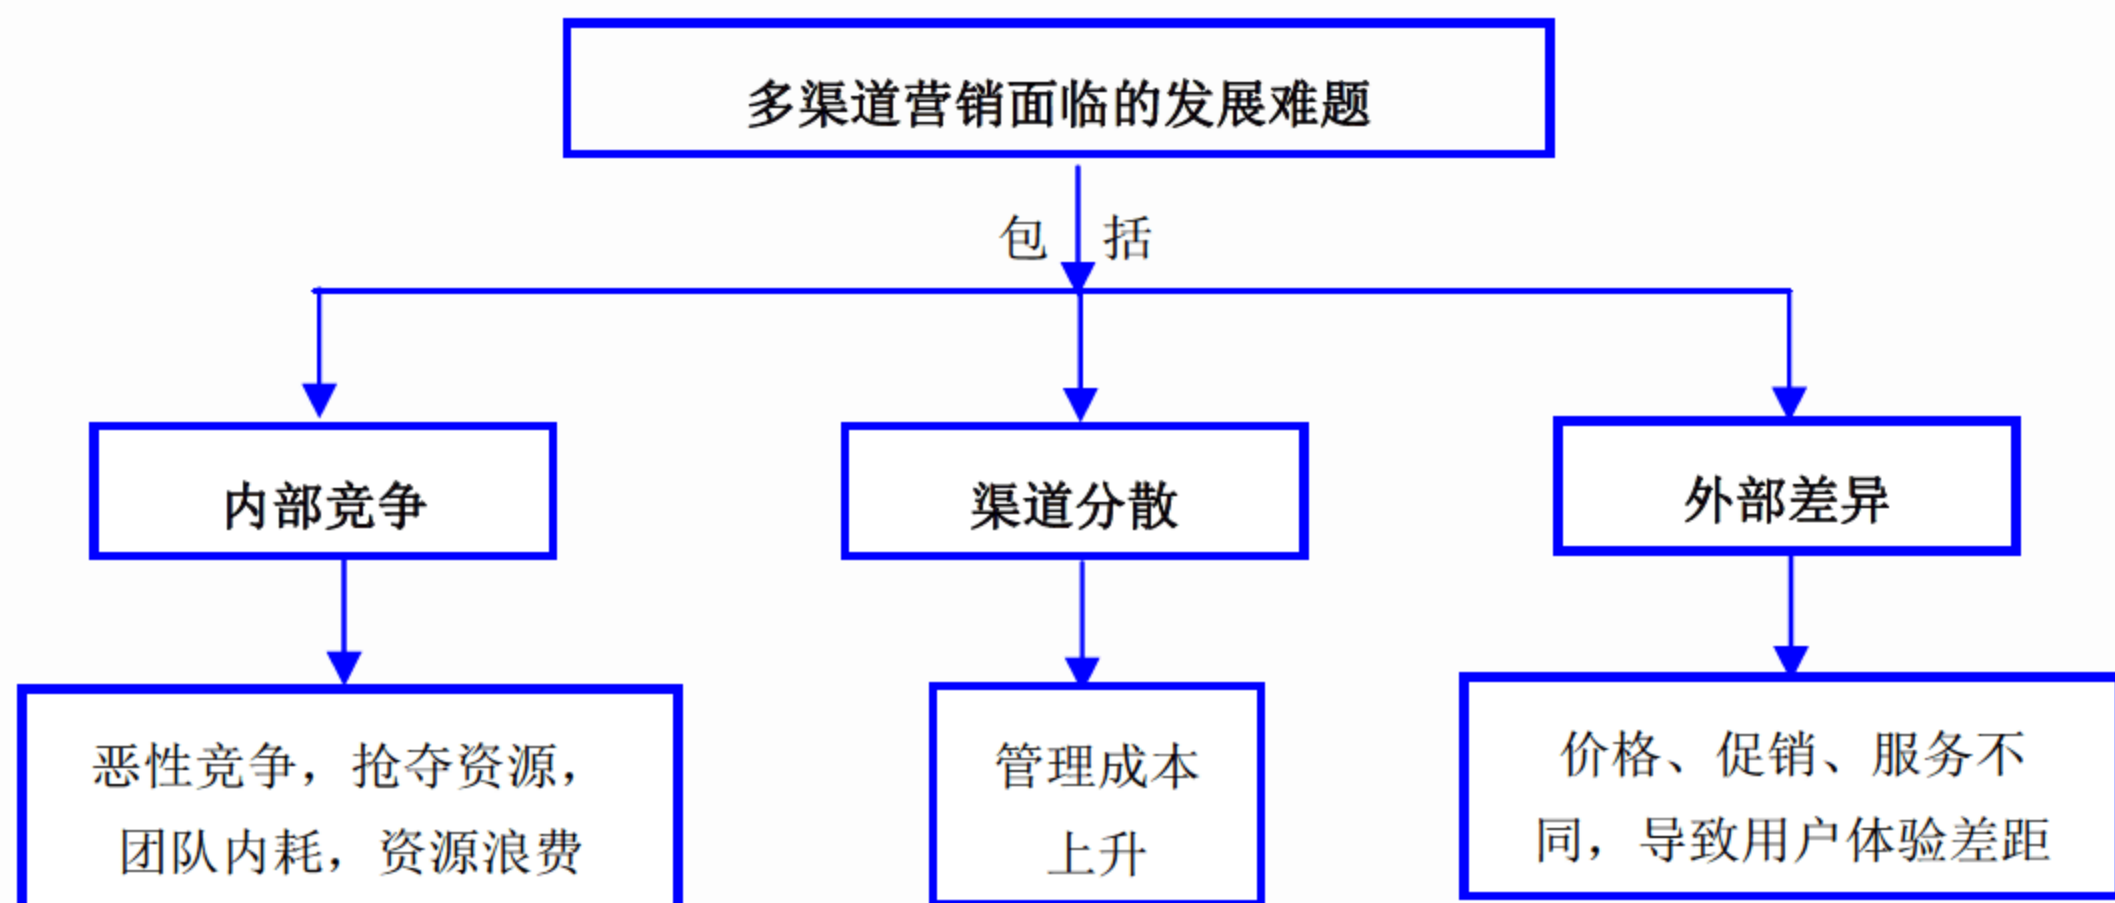 多渠道营销面临的发展难题
包 括
内部竞争
渠道分散
外部差异
恶性竞争，抢夺资源，
团队内耗，资源浪费
管理成本
上升
价格、促销、服务不
同，导致用户体验差距